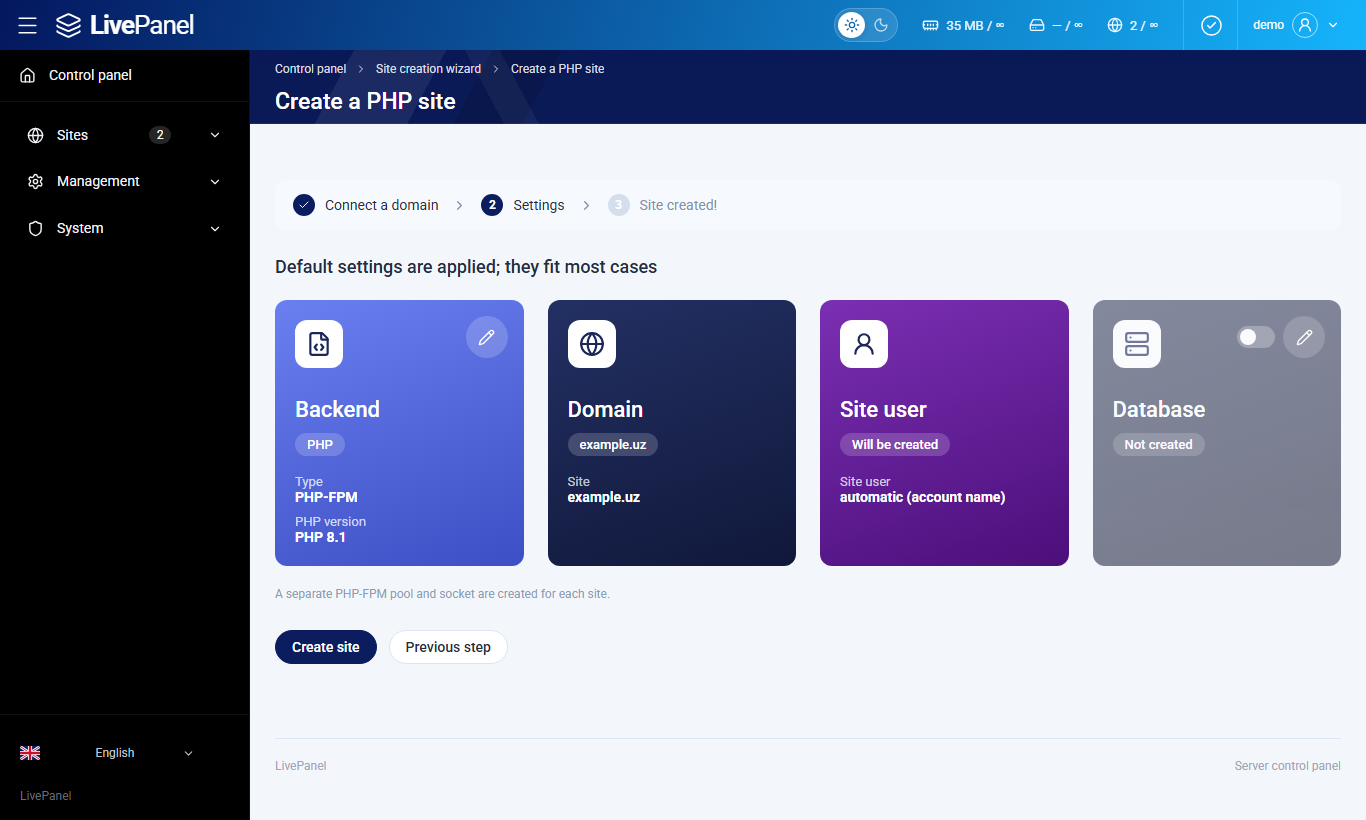 LivePanel
35 MB / ∞
— / ∞
2 / ∞
demo
Control panel
Sites
2
Management
System
English
LivePanel
Control panel > Site creation wizard > Create a PHP site
Create a PHP site
Connect a domain > 2 Settings > 3 Site created!
Default settings are applied; they fit most cases
Backend
PHP
Type
PHP-FPM
PHP version
PHP 8.1
Domain
example.uz
Site
example.uz
Site user
Will be created
Site user
automatic (account name)
Database
Not created
A separate PHP-FPM pool and socket are created for each site.
Create site
Previous step
LivePanel
Server control panel